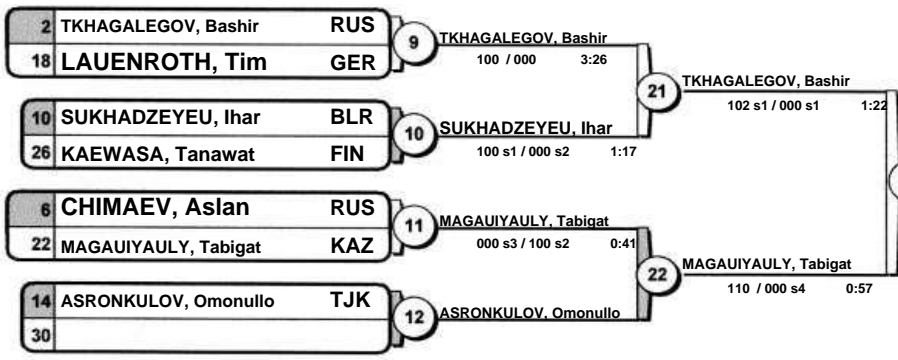 2 TKHAGALEGOV, Bashir RUS
18 LAUENROTH, Tim GER
9
TKHAGALEGOV, Bashir
100 / 000 3:26
10 SUKHADZEYEU, Ihar BLR
26 KAEWASA, Tanawat FIN
10
SUKHADZEYEU, Ihar
100 s1 / 000 s2 1:17
21
TKHAGALEGOV, Bashir
102 s1 / 000 s1 1:22
6 CHIMAEV, Aslan RUS
22 MAGAUIYAULY, Tabigat KAZ
11
MAGAUIYAULY, Tabigat
000 s3 / 100 s2 0:41
14 ASRONKULOV, Omonullo TJK
30
12
ASRONKULOV, Omonullo
22
MAGAUIYAULY, Tabigat
110 / 000 s4 0:57